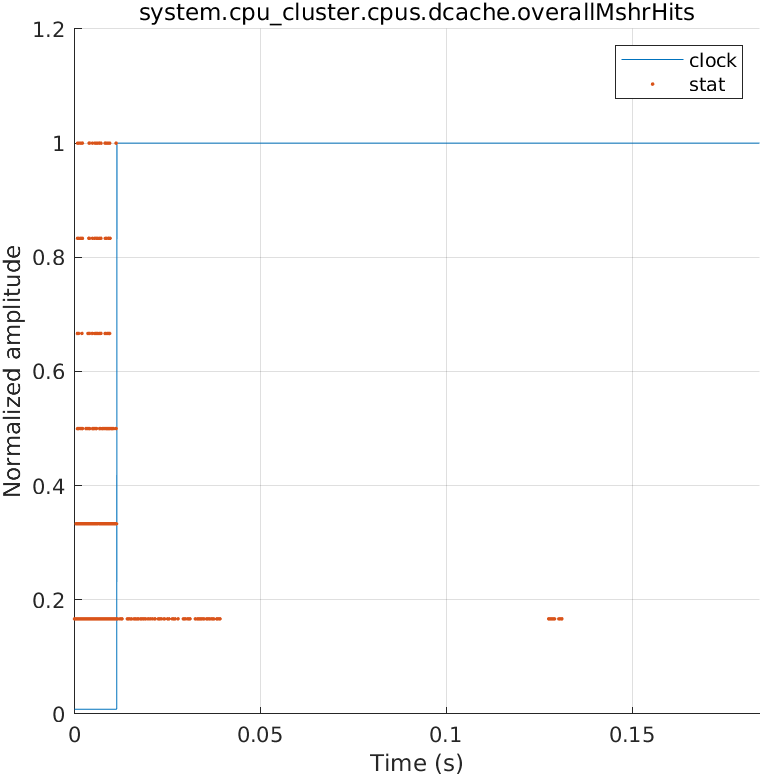 system.cpu_cluster.cpus.dcache.overallMshrHits
1.2
clock
stat
1
0.8
0.6
0.4
0.2
0
Normalized amplitude
0
0.05
0.1
0.15
Time (s)